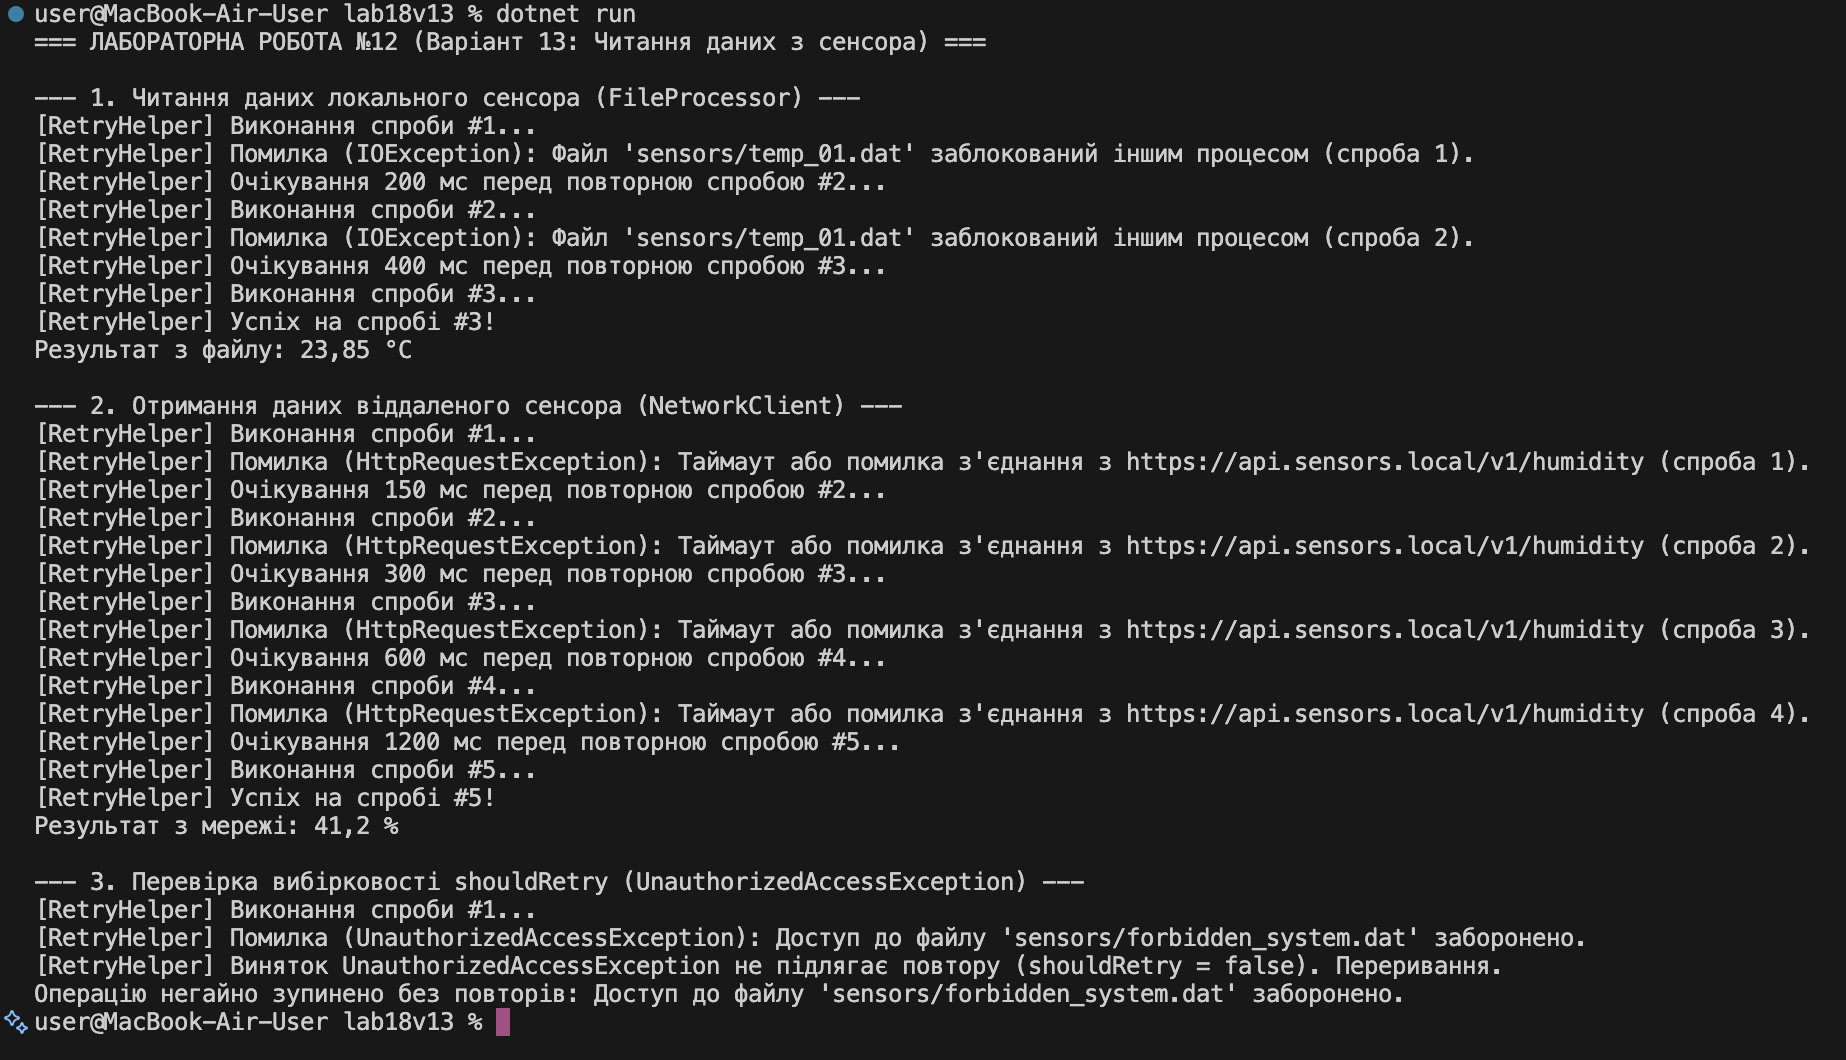 user@MacBook-Air-User lab18v13 % dotnet run
=== ЛАБОРАТОРНА РОБОТА №12 (Варіант 13: Читання даних з сенсора) ===
--- 1. Читання даних локального сенсора (FileProcessor) ---
[RetryHelper] Виконання спроби #1...
[RetryHelper] Помилка (IOException): Файл 'sensors/temp_01.dat' заблокований іншим процесом (спроба 1).
[RetryHelper] Очікування 200 мс перед повторною спробою #2...
[RetryHelper] Виконання спроби #2...
[RetryHelper] Помилка (IOException): Файл 'sensors/temp_01.dat' заблокований іншим процесом (спроба 2).
[RetryHelper] Очікування 400 мс перед повторною спробою #3...
[RetryHelper] Виконання спроби #3...
[RetryHelper] Успіх на спробі #3!
Результат з файлу: 23,85 °C
--- 2. Отримання даних віддаленого сенсора (NetworkClient) ---
[RetryHelper] Виконання спроби #1...
[RetryHelper] Помилка (HttpRequestException): Таймаут або помилка з'єднання з https://api.sensors.local/v1/humidity (спроба 1).
[RetryHelper] Очікування 150 мс перед повторною спробою #2...
[RetryHelper] Виконання спроби #2...
[RetryHelper] Помилка (HttpRequestException): Таймаут або помилка з'єднання з https://api.sensors.local/v1/humidity (спроба 2).
[RetryHelper] Очікування 300 мс перед повторною спробою #3...
[RetryHelper] Виконання спроби #3...
[RetryHelper] Помилка (HttpRequestException): Таймаут або помилка з'єднання з https://api.sensors.local/v1/humidity (спроба 3).
[RetryHelper] Очікування 600 мс перед повторною спробою #4...
[RetryHelper] Виконання спроби #4...
[RetryHelper] Помилка (HttpRequestException): Таймаут або помилка з'єднання з https://api.sensors.local/v1/humidity (спроба 4).
[RetryHelper] Очікування 1200 мс перед повторною спробою #5...
[RetryHelper] Виконання спроби #5...
[RetryHelper] Успіх на спробі #5!
Результат з мережі: 41,2 %
--- 3. Перевірка вибірковості shouldRetry (UnauthorizedAccessException) ---
[RetryHelper] Виконання спроби #1...
[RetryHelper] Помилка (UnauthorizedAccessException): Доступ до файлу 'sensors/forbidden_system.dat' заборонено.
[RetryHelper] Виняток UnauthorizedAccessException не підлягає повтору (shouldRetry = false). Переривання.
Операцію негайно зупинено без повторів: Доступ до файлу 'sensors/forbidden_system.dat' заборонено.
user@MacBook-Air-User lab18v13 %